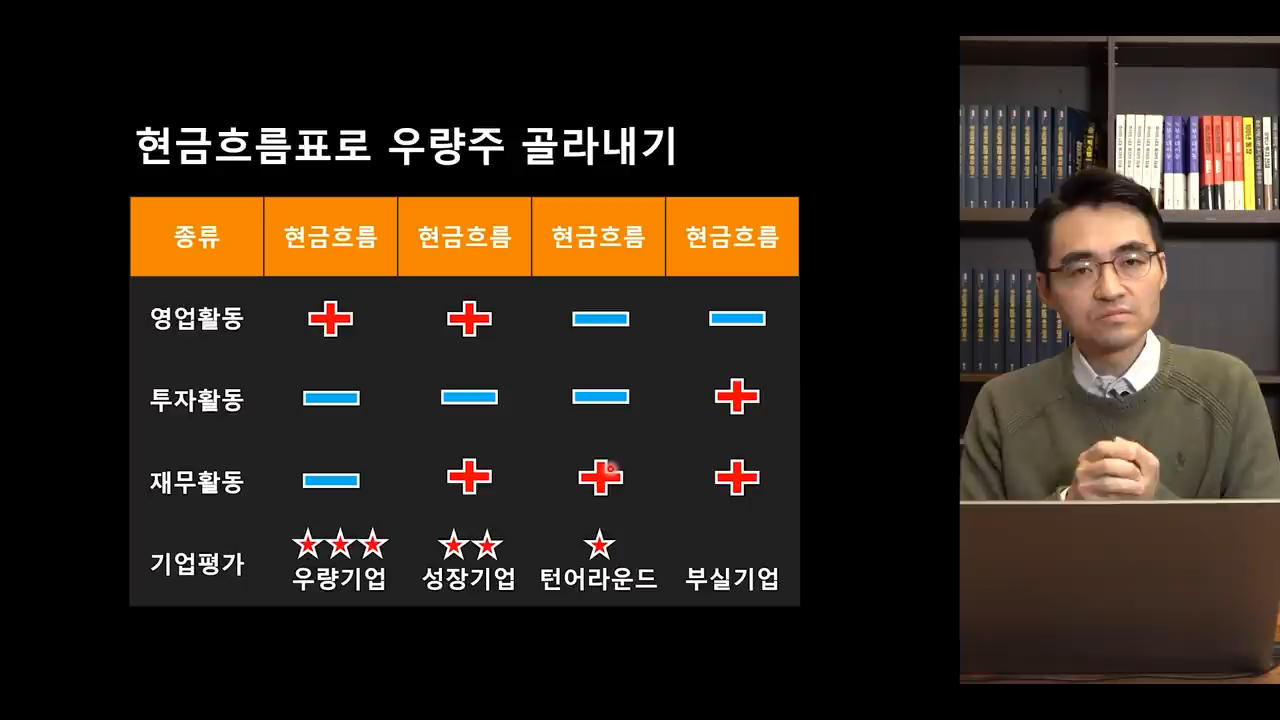 현금흐름표로 우량주 골라내기
종류 현금흐름 현금흐름 현금흐름 현금흐름
영업활동
투자활동
재무활동
기업평가
우량기업 성장기업 턴어라운드 부실기업